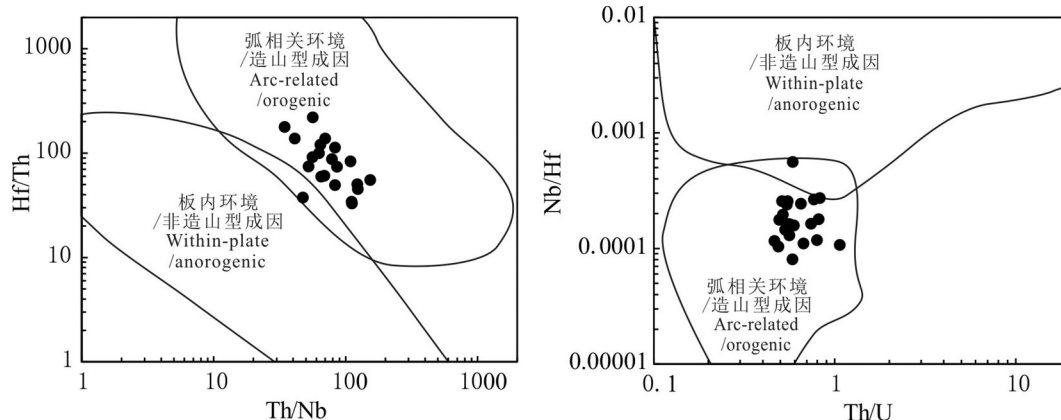 1000
100
10
1
Hf/Th
弧相关环境
/造山型成因
Arc-related
/orogenic
板内环境
/非造山型成因
Within-plate
/anorogenic
1
10
100
1000
Th/Nb
0.01
0.001
0.0001
0.00001
Nb/Hf
板内环境
/非造山型成因
Within-plate
/anorogenic
弧相关环境
/造山型成因
Arc-related
/orogenic
0.1
1
10
Th/U